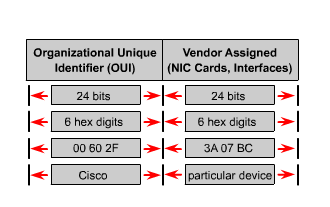 Organizational Unique
Identifier (OUI)
Vendor Assigned
(NIC Cards, Interfaces)
24 bits
24 bits
6 hex digits
6 hex digits
00 60 2F
3A 07 BC
Cisco
particular device